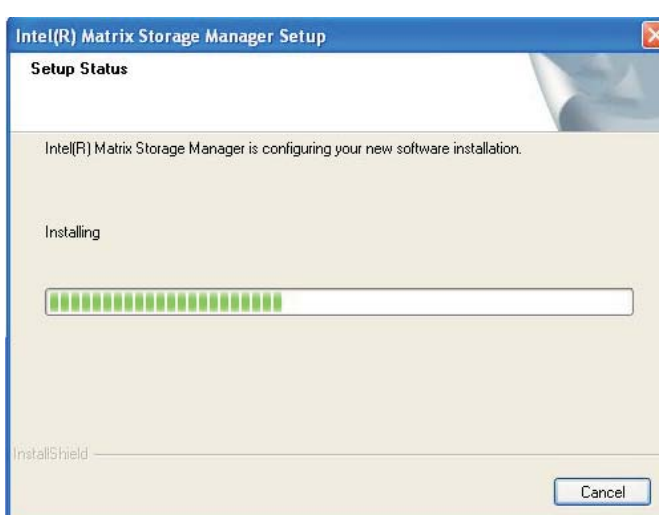 Intel(R) Matrix Storage Manager Setup
Setup Status
Intel(R) Matrix Storage Manager is configuring your new software installation.
Installing
InstallShield
Cancel